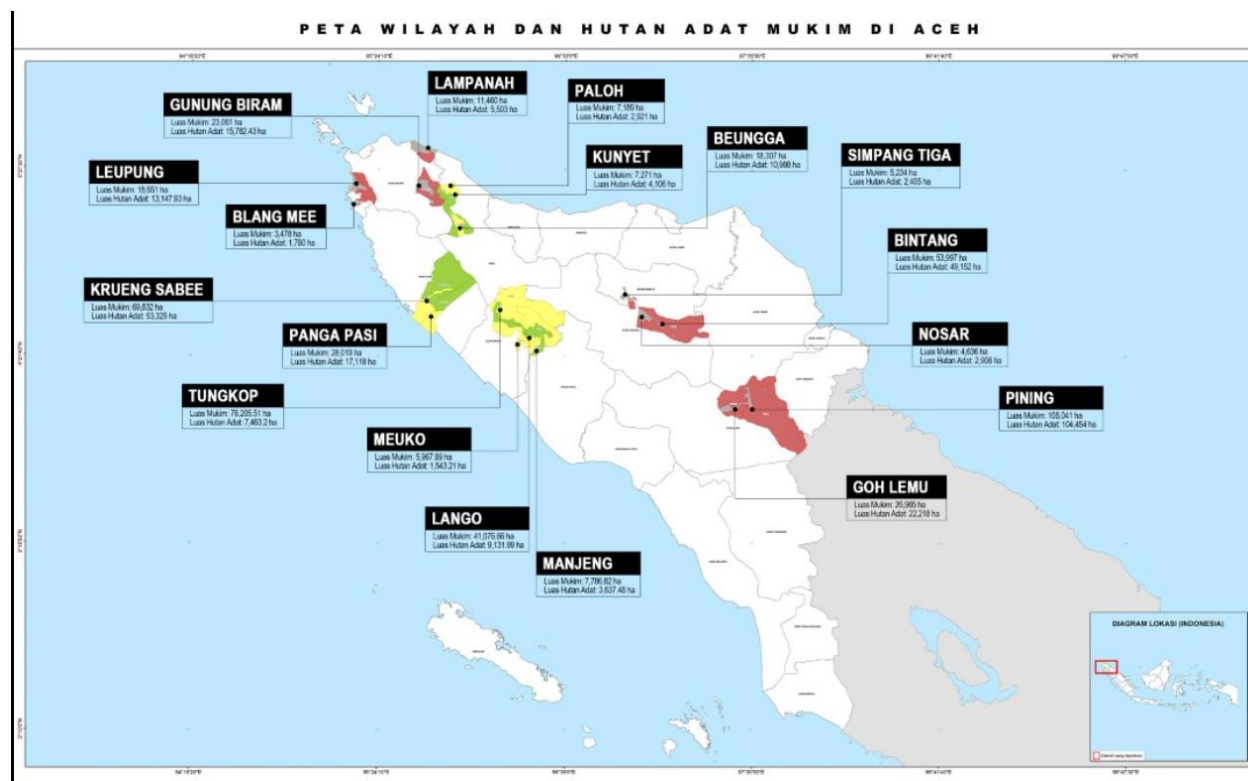 PETA WILAYAH DAN HUTAN ADAT MUKIM DI ACEH
LAMPANAH
Luas Mukim: 11,460 ha
Luas Hutan Adat: 5,503 ha
PALOH
Luas Mukim: 7,189 ha
Luas Hutan Adat: 2,921 ha
GUNUNG BIRAM
Luas Mukim: 23,081 ha
Luas Hutan Adat: 15,782.43 ha
BEUNGGA
Luas Mukim: 18,307 ha
Luas Hutan Adat: 10,988 ha
KUNYET
Luas Mukim: 7,271 ha
Luas Hutan Adat: 4,106 ha
SIMPANG TIGA
Luas Mukim: 5,234 ha
Luas Hutan Adat: 2,405 ha
LEUPUNG
Luas Mukim: 18,651 ha
Luas Hutan Adat: 13,147.93 ha
BLANG MEE
Luas Mukim: 3,478 ha
Luas Hutan Adat: 1,780 ha
BINTANG
Luas Mukim: 53,997 ha
Luas Hutan Adat: 49,152 ha
KRUENG SABEE
Luas Mukim: 69,832 ha
Luas Hutan Adat: 53,325 ha
PANGA PASI
Luas Mukim: 28,019 ha
Luas Hutan Adat: 17,118 ha
NOSAR
Luas Mukim: 4,636 ha
Luas Hutan Adat: 2,908 ha
TUNGKOP
Luas Mukim: 78,205.51 ha
Luas Hutan Adat: 7,463.2 ha
PINING
Luas Mukim: 108,041 ha
Luas Hutan Adat: 104,454 ha
MEUKO
Luas Mukim: 5,967.89 ha
Luas Hutan Adat: 1,543.21 ha
GOH LEMU
Luas Mukim: 26,965 ha
Luas Hutan Adat: 22,218 ha
LANGO
Luas Mukim: 41,075.66 ha
Luas Hutan Adat: 9,131.99 ha
MANJENG
Luas Mukim: 7,786.82 ha
Luas Hutan Adat: 3,637.48 ha
DIAGRAM LOKASI (INDONESIA)
Daerah yang dipetakan